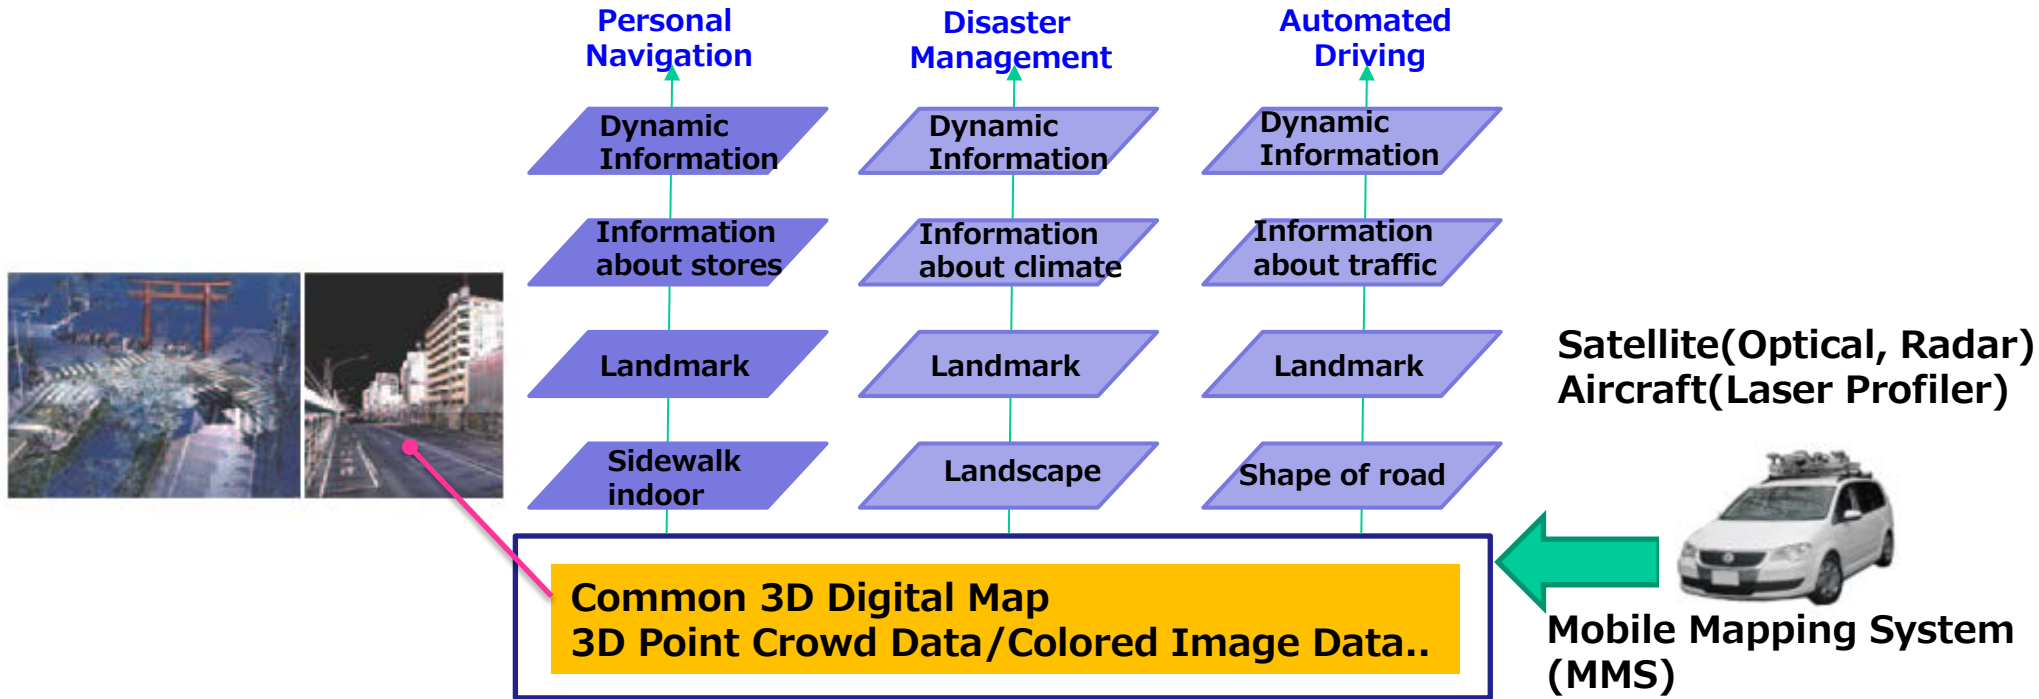 Personal
Navigation
Disaster
Management
Automated
Driving
Dynamic
Information
Dynamic
Information
Dynamic
Information
Information
about stores
Information
about climate
Information
about traffic
Landmark
Landmark
Landmark
Sidewalk
indoor
Landscape
Shape of road
Satellite(Optical, Radar)
Aircraft(Laser Profiler)
Common 3D Digital Map
3D Point Crowd Data/Colored Image Data..
Mobile Mapping System
(MMS)